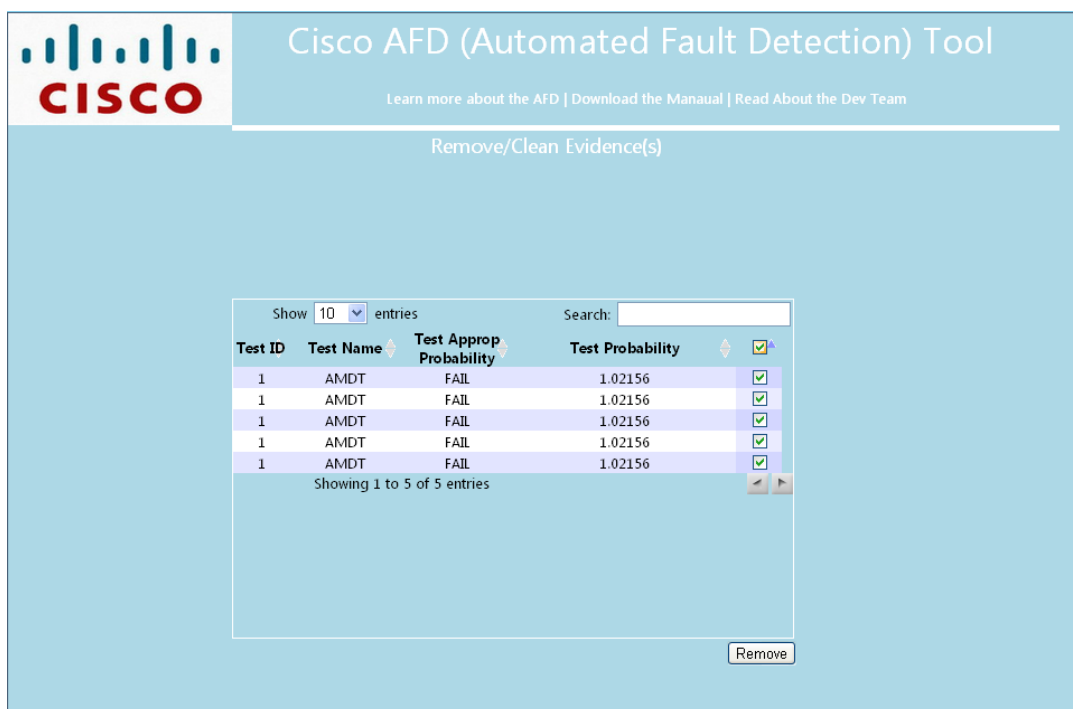 CISCO
Cisco AFD (Automated Fault Detection) Tool
Learn more about the AFD | Download the Manaual | Read About the Dev Team
Remove/Clean Evidence(s)
Show 10 entries Search:
Test ID Test Name Test Approp Probability Test Probability
1 AMDT FAIL 1.02156
1 AMDT FAIL 1.02156
1 AMDT FAIL 1.02156
1 AMDT FAIL 1.02156
1 AMDT FAIL 1.02156
Showing 1 to 5 of 5 entries
Remove